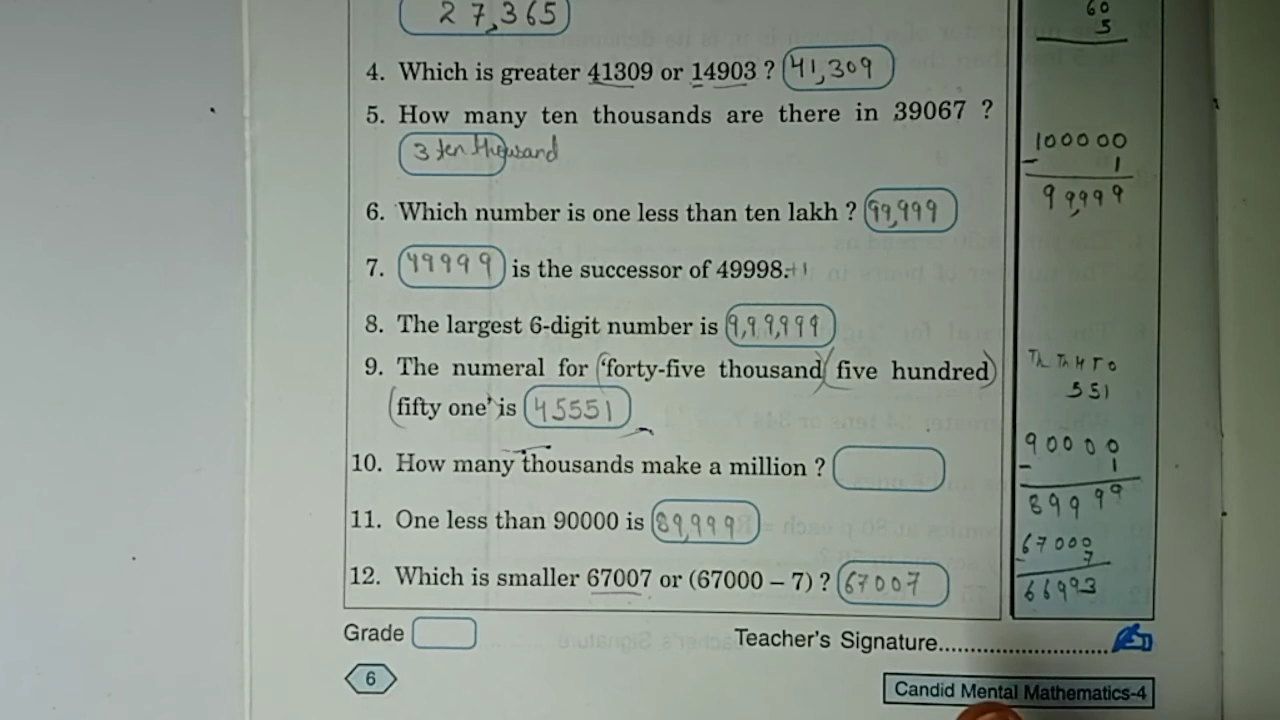 27,365
60
5
4. Which is greater 41309 or 14903 ? 41,309
5. How many ten thousands are there in 39067 ?
3 ten thousand
100000
- 1
99,999
6. Which number is one less than ten lakh ? 99,999
7. 49999 is the successor of 49998.+1
8. The largest 6-digit number is 9,99,999
9. The numeral for ‘forty-five thousand five hundred
fifty one’ is 45551
Th Th H T O
551
10. How many thousands make a million ?
90000
- 1
89999
11. One less than 90000 is 89,999
12. Which is smaller 67007 or (67000 – 7) ? 67007
67000
- 7
66993
Grade
Teacher's Signature..........................
6
Candid Mental Mathematics-4